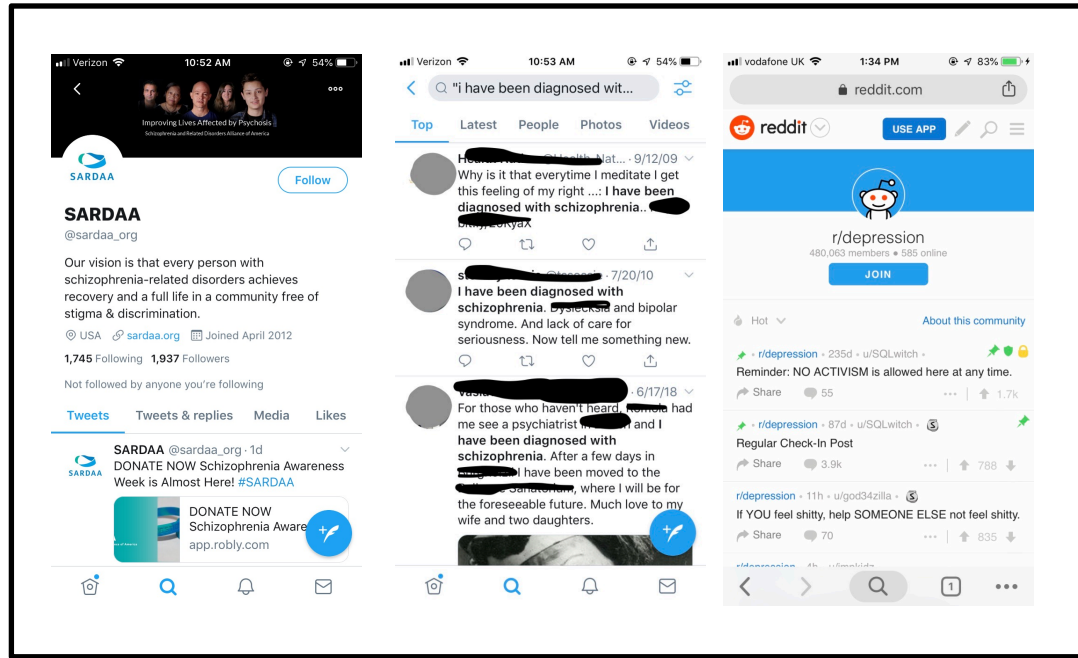 Verizon 10:52 AM 54%
Improving Lives Affected by Psychosis
Schizophrenia and Related Disorders Alliance of America
SARDAA
Follow
SARDAA
@sardaa_org
Our vision is that every person with
schizophrenia-related disorders achieves
recovery and a full life in a community free of
stigma & discrimination.
USA sardaa.org Joined April 2012
1,745 Following 1,937 Followers
Not followed by anyone you're following
Tweets Tweets & replies Media Likes
SARDAA @sardaa_org · 1d
DONATE NOW Schizophrenia Awareness
Week is Almost Here! #SARDAA
SARDAA
DONATE NOW
Schizophrenia Aware
app.robly.com
Verizon 10:53 AM 54%
"i have been diagnosed wit...
Top Latest People Photos Videos
· 9/12/09
Why is it that everytime I meditate I get
this feeling of my right ...: I have been
diagnosed with schizophrenia..
· 7/20/10
I have been diagnosed with
schizophrenia. and bipolar
syndrome. And lack of care for
seriousness. Now tell me something new.
· 6/17/18
For those who haven't heard, had
me see a psychiatrist and I
have been diagnosed with
schizophrenia. After a few days in
I have been moved to the
, where I will be for
the foreseeable future. Much love to my
wife and two daughters.
vodafone UK 1:34 PM 83%
reddit.com
reddit USE APP
r/depression
480,063 members • 585 online
JOIN
Hot About this community
• r/depression • 235d • u/SQLwitch •
Reminder: NO ACTIVISM is allowed here at any time.
Share 55 ... 1.7k
• r/depression • 87d • u/SQLwitch •
Regular Check-In Post
Share 3.9k ... 788
r/depression • 11h • u/god34zilla •
If YOU feel shitty, help SOMEONE ELSE not feel shitty.
Share 70 ... 835
1